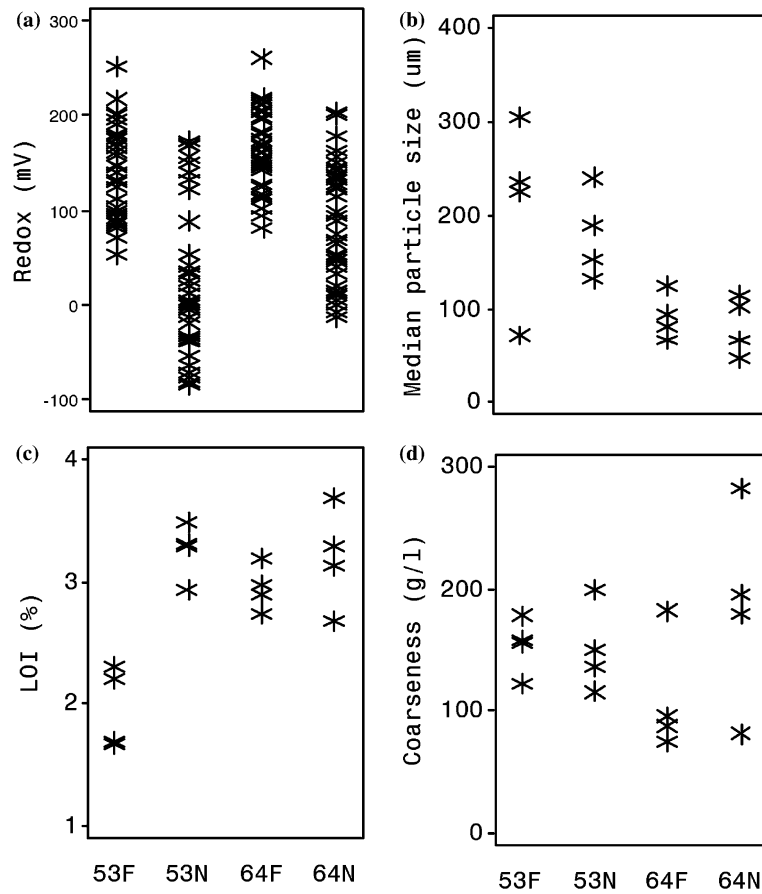 (a)
300
200
100
0
-100
Redox (mV)
(b)
400
300
200
100
0
Median particle size (um)
(c)
4
3
2
1
LOI (%)
53F 53N 64F 64N
(d)
300
200
100
0
Coarseness (g/l)
53F 53N 64F 64N